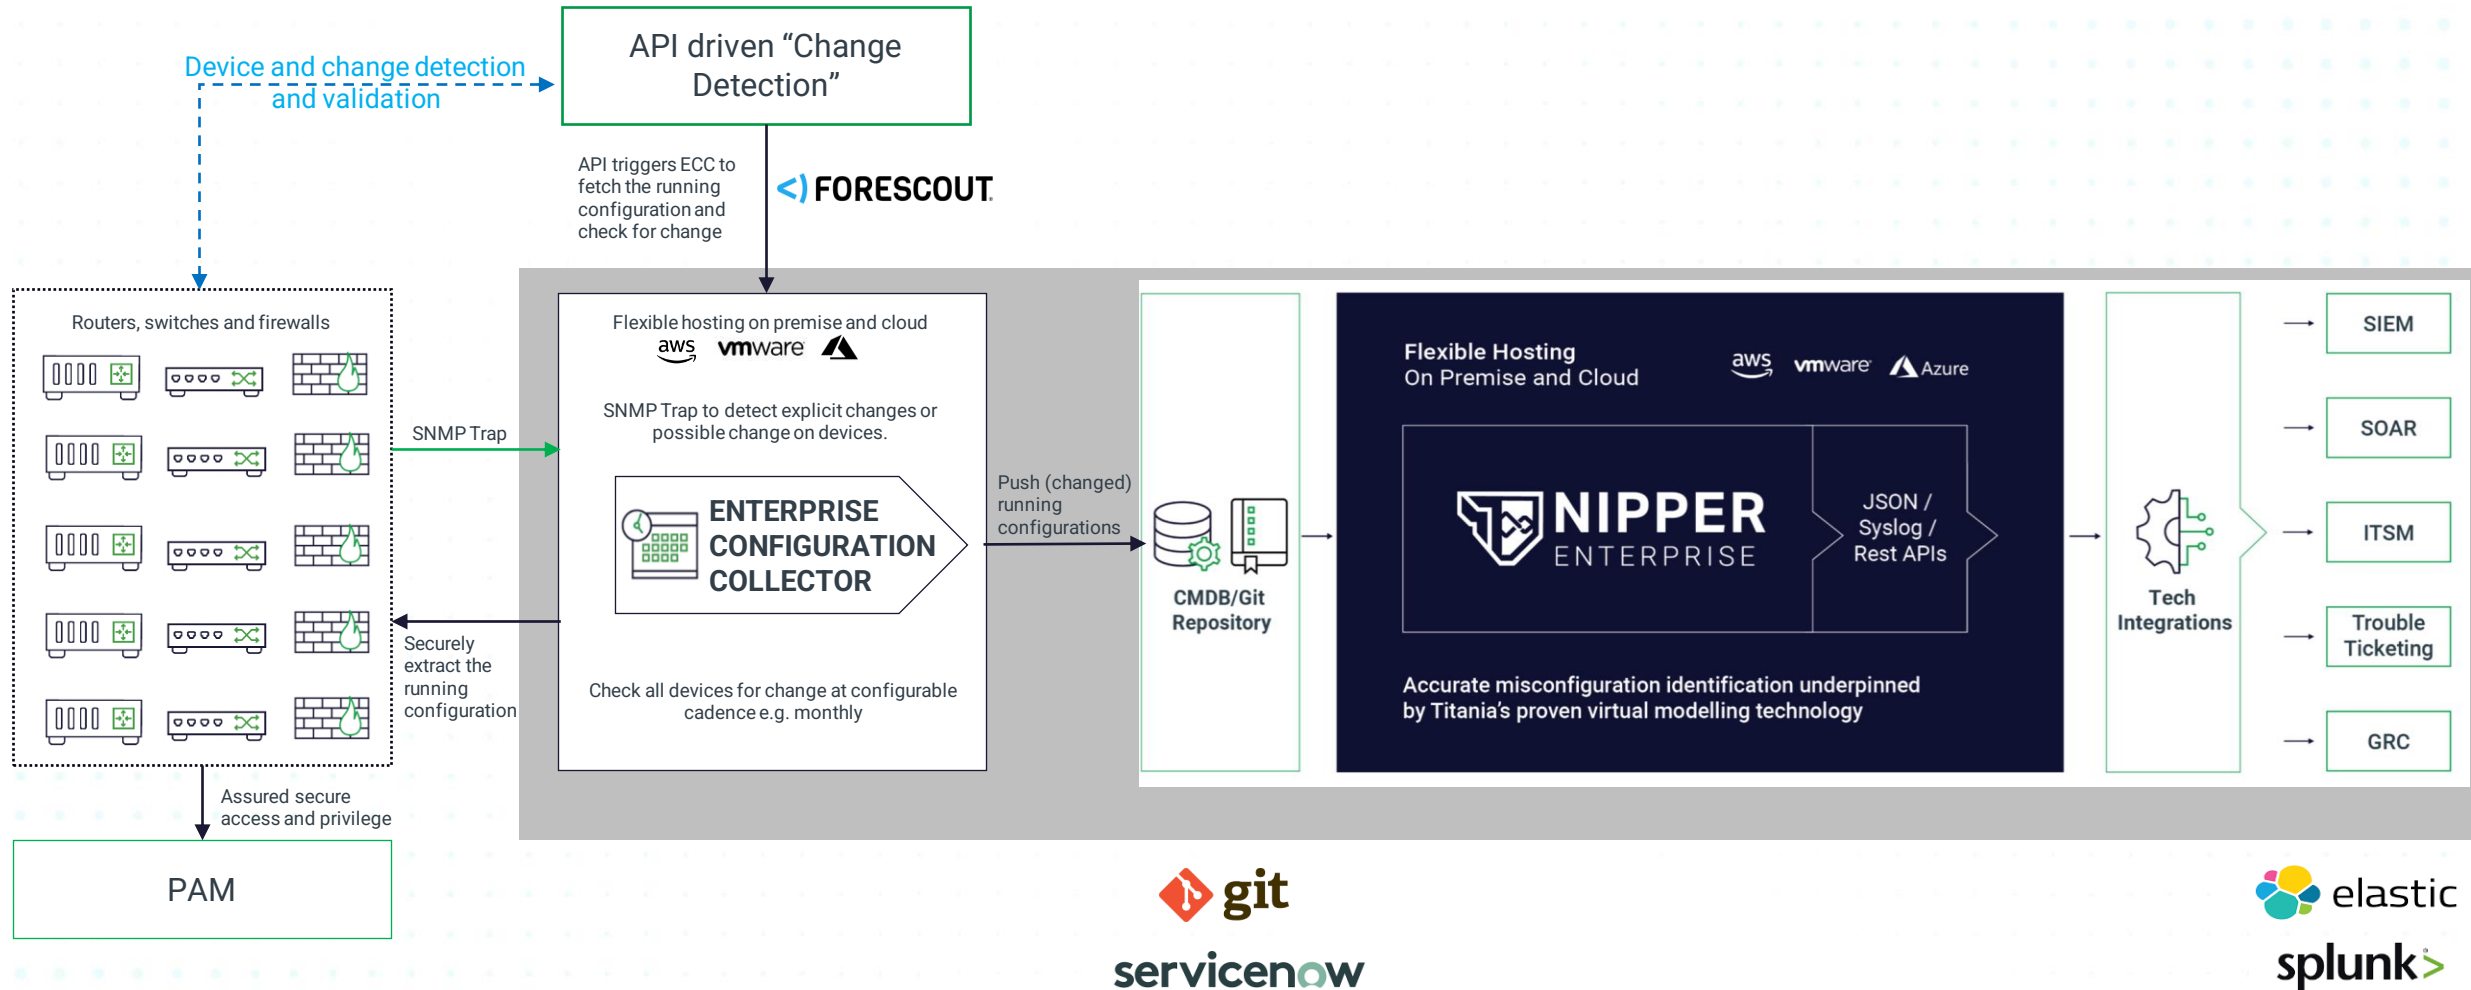 API driven “Change
Detection”
Device and change detection
and validation
API triggers ECC to
fetch the running
configuration and
check for change
FORESCOUT
Routers, switches and firewalls
SNMP Trap
Securely
extract the
running
configuration
Assured secure
access and privilege
PAM
Flexible hosting on premise and cloud
aws vmware
SNMP Trap to detect explicit changes or
possible change on devices.
ENTERPRISE
CONFIGURATION
COLLECTOR
Check all devices for change at configurable
cadence e.g. monthly
Push (changed)
running
configurations
CMDB/Git
Repository
Flexible Hosting
On Premise and Cloud
aws vmware Azure
NIPPER
ENTERPRISE
JSON /
Syslog /
Rest APIs
Accurate misconfiguration identification underpinned
by Titania’s proven virtual modelling technology
Tech
Integrations
SIEM
SOAR
ITSM
Trouble
Ticketing
GRC
git
servicenow
elastic
splunk>